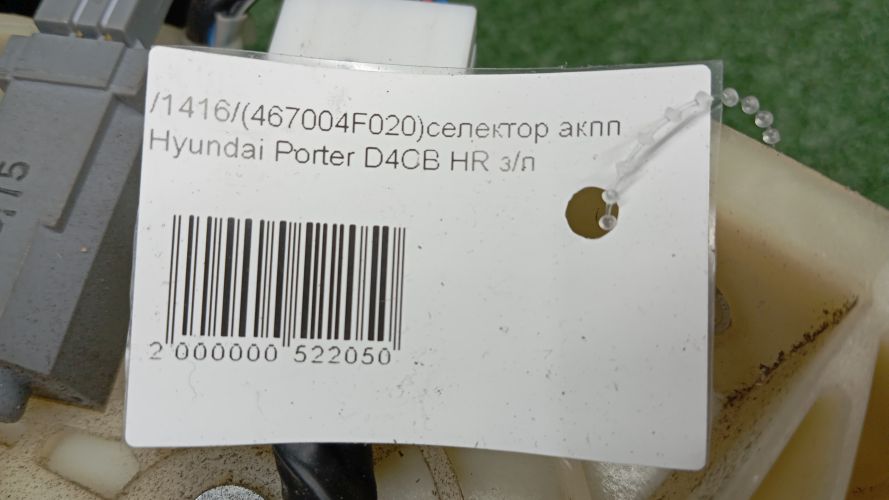 /1416/(467004F020)селектор акпп
Hyundai Porter D4CB HR з/л
2 000000 522050